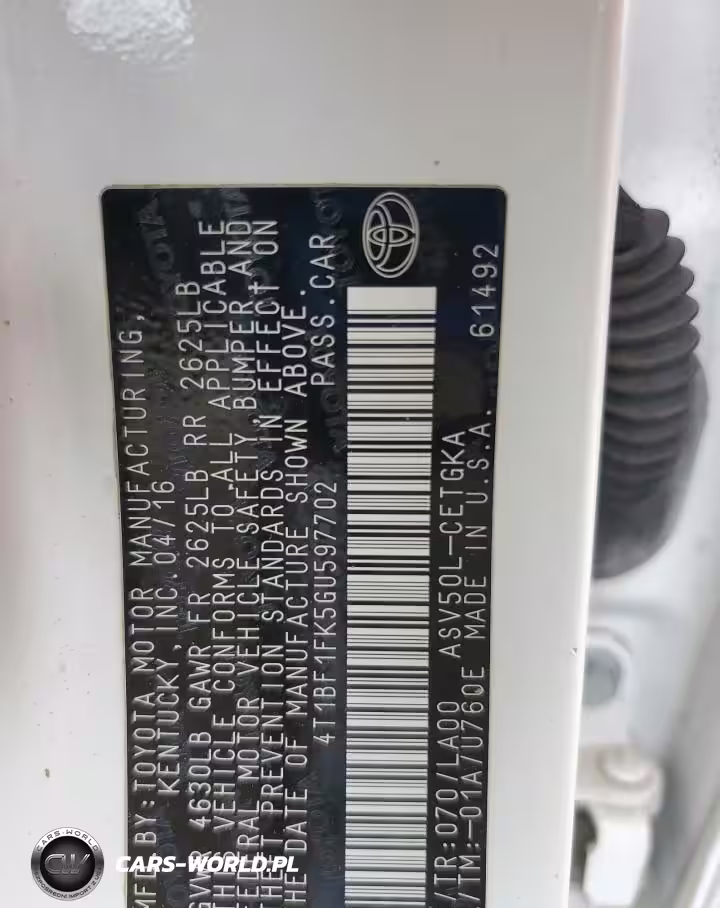 MFD BY: TOYOTA MOTOR MANUFACTURING,
KENTUCKY, INC. 04/16
GVWR 4630LB GAWR FR 2625LB RR 2625LB
THIS VEHICLE CONFORMS TO ALL APPLICABLE
FEDERAL MOTOR VEHICLE SAFETY, BUMPER AND
THEFT PREVENTION STANDARDS IN EFFECT ON
THE DATE OF MANUFACTURE SHOWN ABOVE.
4T1BF1FK5GU597702 PASS.CAR
/TR:070/LA00 ASV50L-CETGKA
/TM:-01A/U760E MADE IN U.S.A. 61492
CARS-WORLD
CW
CARS-WORLD.PL